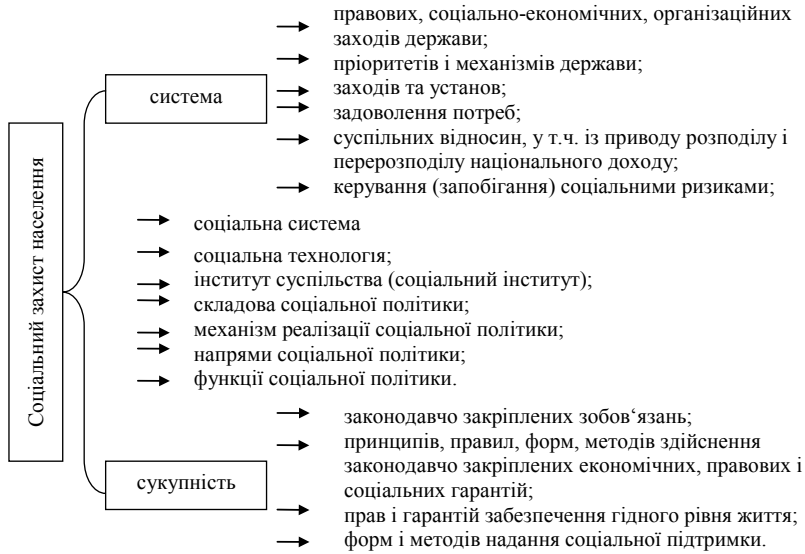 Соціальний захист населення
система
правових, соціально-економічних, організаційних
заходів держави;
пріоритетів і механізмів держави;
заходів та установ;
задоволення потреб;
суспільних відносин, у т.ч. із приводу розподілу і
перерозподілу національного доходу;
керування (запобігання) соціальними ризиками;
соціальна система
соціальна технологія;
інститут суспільства (соціальний інститут);
складова соціальної політики;
механізм реалізації соціальної політики;
напрями соціальної політики;
функції соціальної політики.
сукупність
законодавчо закріплених зобов‘язань;
принципів, правил, форм, методів здійснення
законодавчо закріплених економічних, правових і
соціальних гарантій;
прав і гарантій забезпечення гідного рівня життя;
форм і методів надання соціальної підтримки.